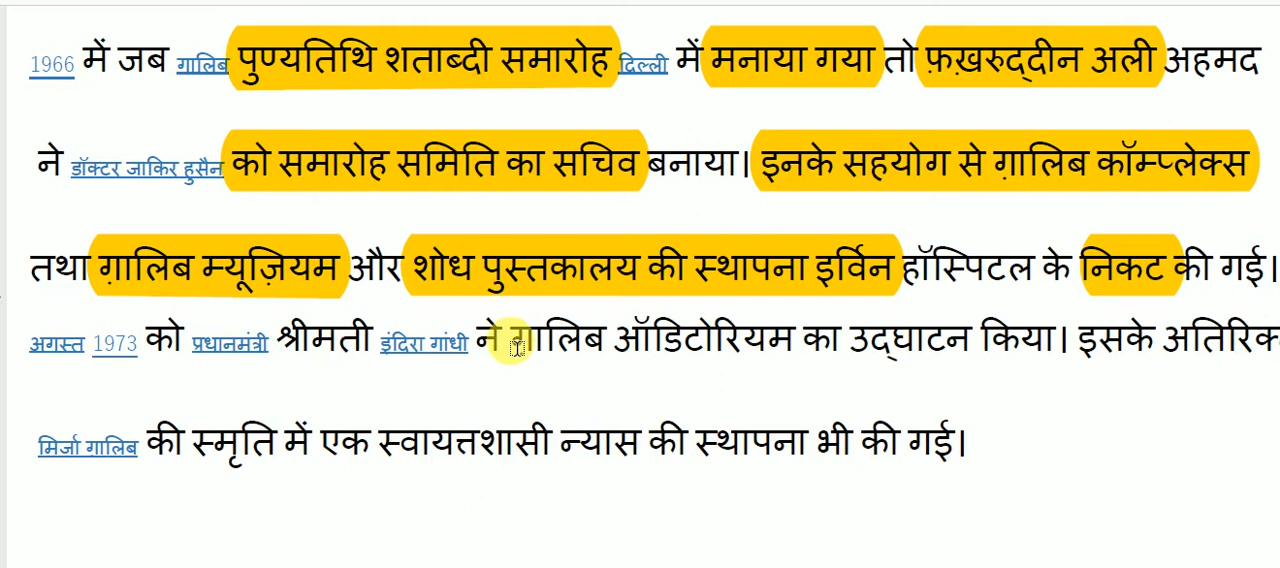 1966 में जब गालिब पुण्यतिथि शताब्दी समारोह दिल्ली में मनाया गया तो फ़ख़रुद्दीन अली अहमद
ने डॉक्टर जाकिर हुसैन को समारोह समिति का सचिव बनाया। इनके सहयोग से ग़ालिब कॉम्प्लेक्स
तथा ग़ालिब म्यूज़ियम और शोध पुस्तकालय की स्थापना इर्विन हॉस्पिटल के निकट की गई।
अगस्त 1973 को प्रधानमंत्री श्रीमती इंदिरा गांधी ने ग़ालिब ऑडिटोरियम का उद्घाटन किया। इसके
मिर्जा गालिब की स्मृति में एक स्वायत्तशासी न्यास की स्थापना भी की गई।